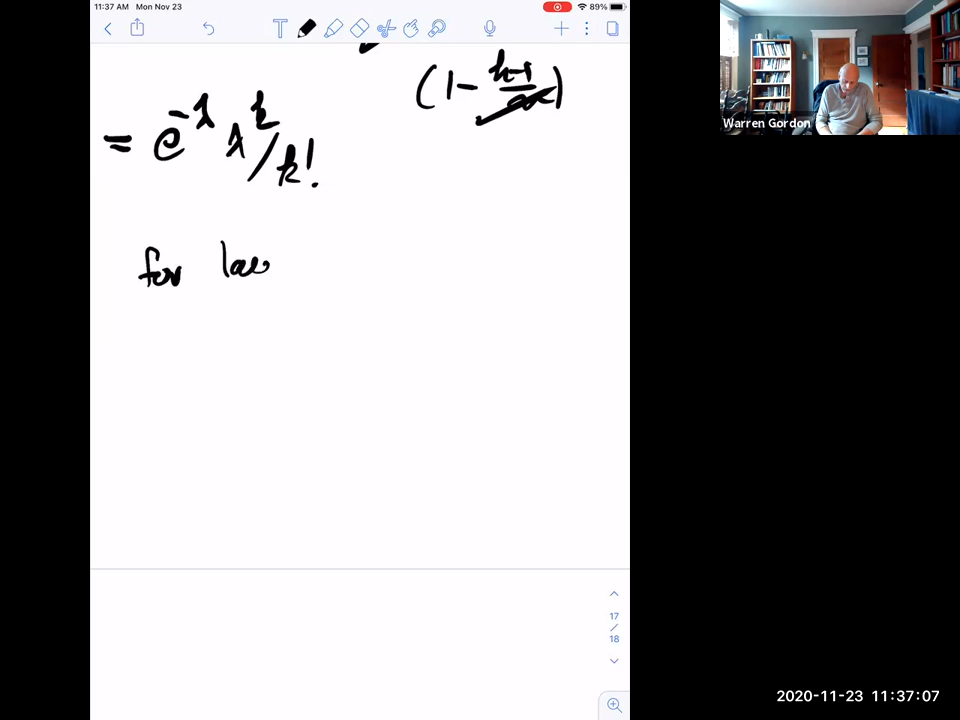 11:37 AM Mon Nov 23
89%
(1 - k-1/∞)
= e^-λ λ^k/k!
for lar
Warren Gordon
17
/
18
2020-11-23 11:37:07